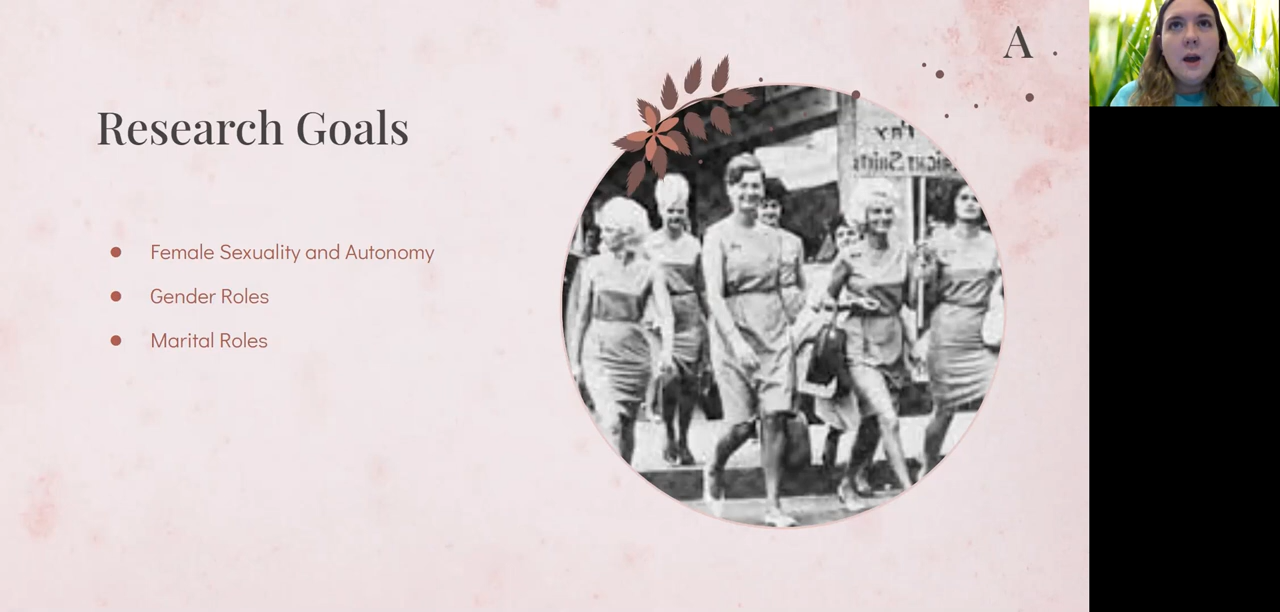 A
Research Goals
Female Sexuality and Autonomy
Gender Roles
Marital Roles